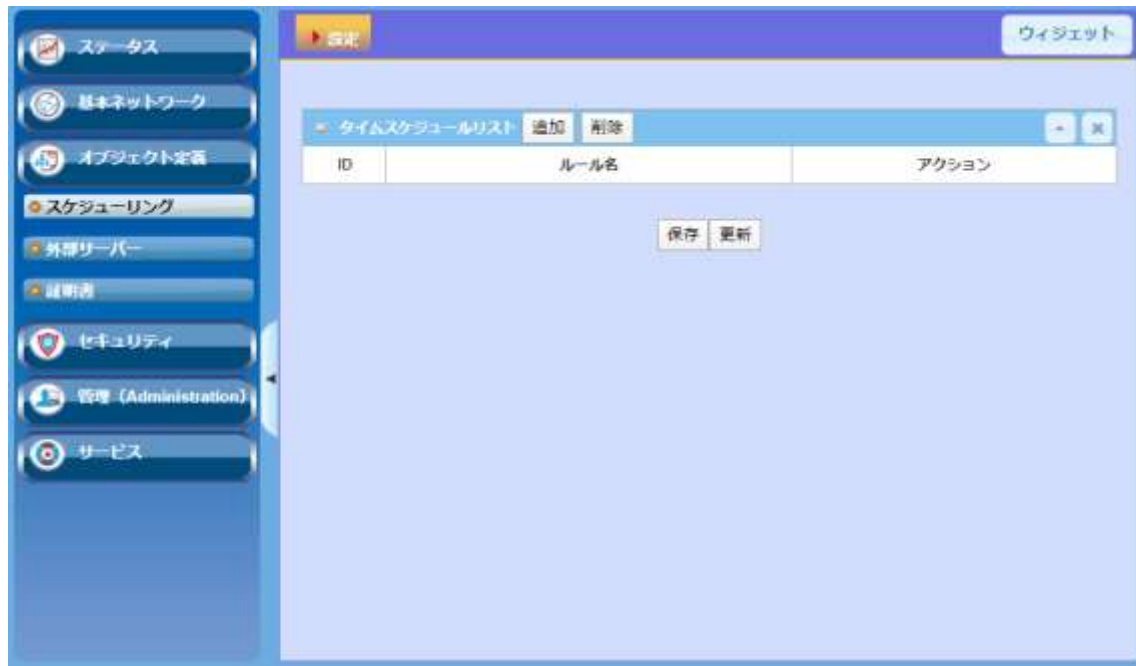 ステータス
基本ネットワーク
オブジェクト定義
スケジューリング
外部サーバー
証明書
セキュリティ
管理（Administration）
サービス
設定
ウィジェット
タイムスケジュールリスト 追加 削除
ID ルール名 アクション
保存 更新